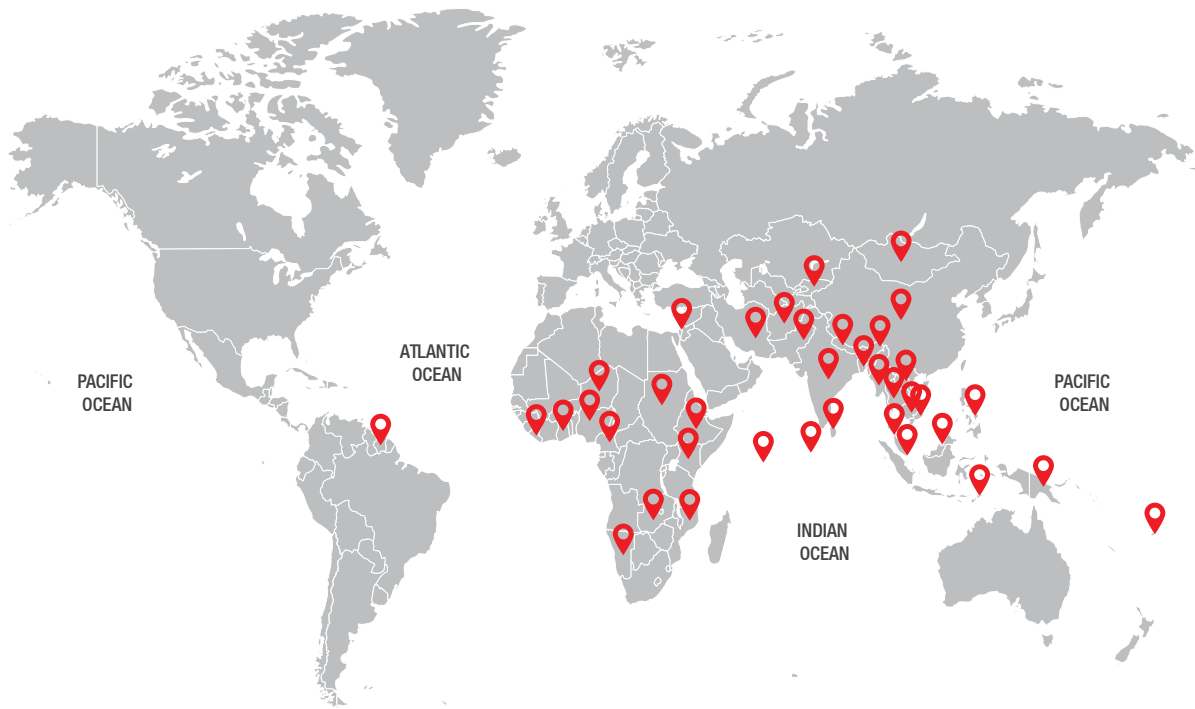 ATLANTIC
OCEAN
PACIFIC
OCEAN
PACIFIC
OCEAN
INDIAN
OCEAN